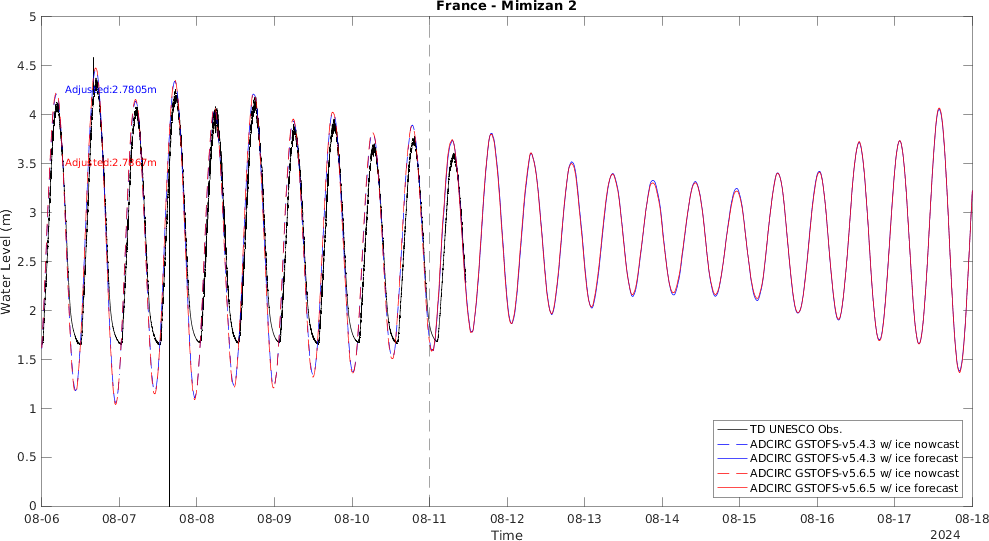 France - Mimizan 2
5
4.5
4
3.5
3
2.5
2
1.5
1
0.5
0
Water Level (m)
Adjusted:2.7805m
Adjusted:2.7867m
TD UNESCO Obs.
ADCIRC GSTOFS-v5.4.3 w/ ice nowcast
ADCIRC GSTOFS-v5.4.3 w/ ice forecast
ADCIRC GSTOFS-v5.6.5 w/ ice nowcast
ADCIRC GSTOFS-v5.6.5 w/ ice forecast
08-06 08-07 08-08 08-09 08-10 08-11 08-12 08-13 08-14 08-15 08-16 08-17 08-18
Time
2024